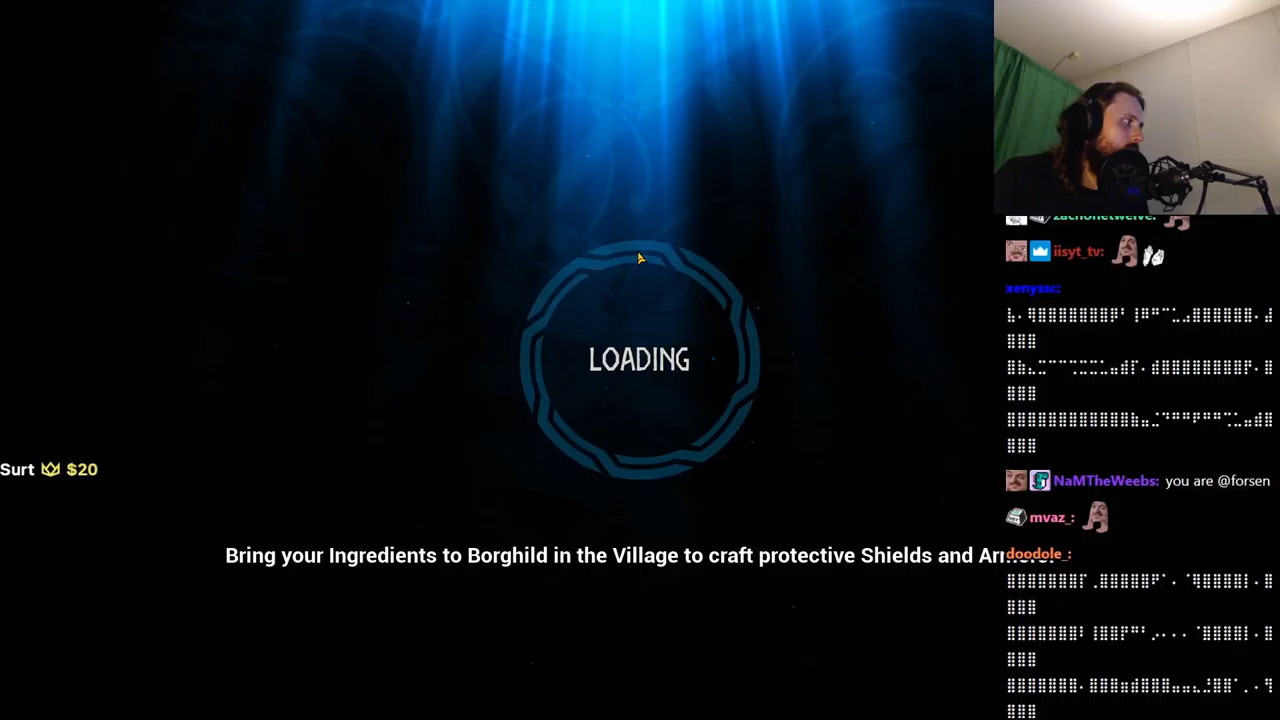 zachonetwelve:
iisyt_tv:
xenyssc:
LOADING
Surt $20
NaMTheWeebs: you are @forsen
mvaz_:
Bring your Ingredients to Borghild in the Village to craft protective Shields and
doodole_: